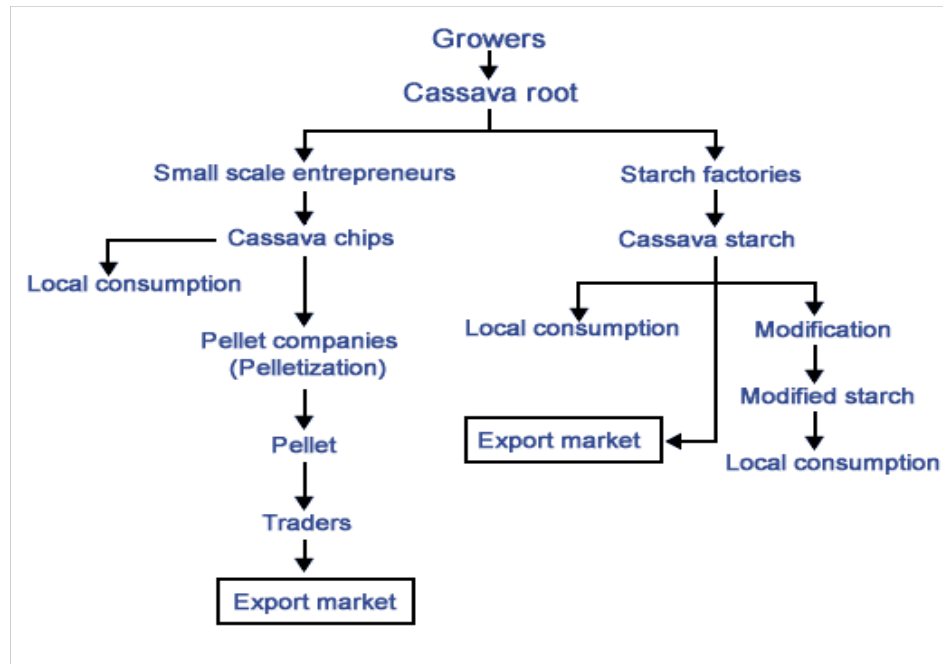 Growers
Cassava root
Small scale entrepreneurs
Starch factories
Cassava chips
Cassava starch
Local consumption
Local consumption
Modification
Pellet companies
(Pelletization)
Modified starch
Pellet
Export market
Local consumption
Traders
Export market